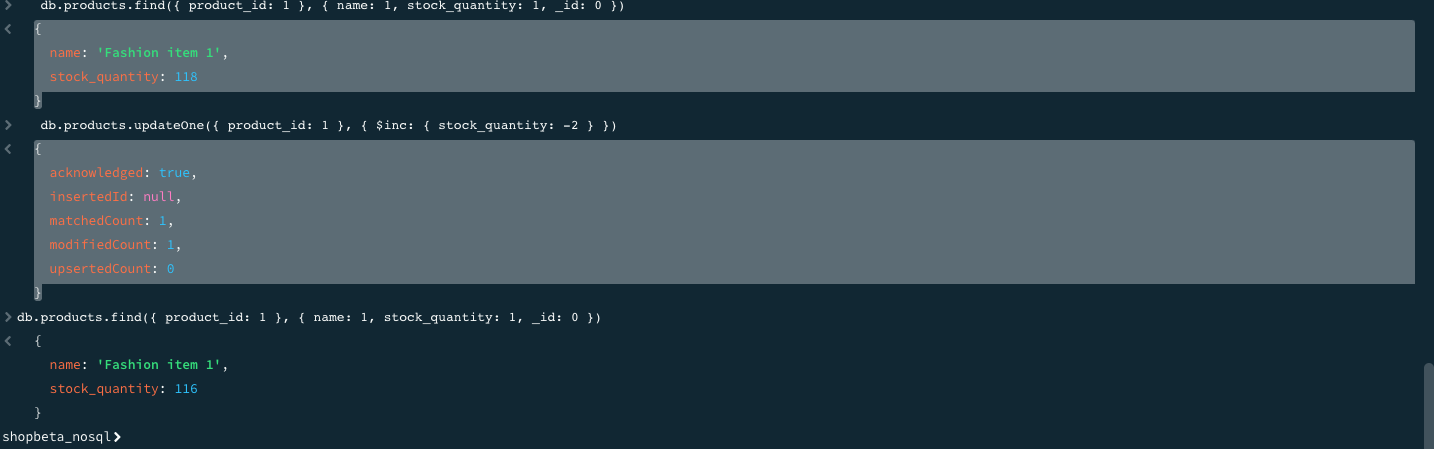 > db.products.find({ product_id: 1 }, { name: 1, stock_quantity: 1, _id: 0 })
< {
name: 'Fashion item 1',
stock_quantity: 118
}
> db.products.updateOne({ product_id: 1 }, { $inc: { stock_quantity: -2 } })
< {
acknowledged: true,
insertedId: null,
matchedCount: 1,
modifiedCount: 1,
upsertedCount: 0
}
> db.products.find({ product_id: 1 }, { name: 1, stock_quantity: 1, _id: 0 })
< {
name: 'Fashion item 1',
stock_quantity: 116
}
shopbeta_nosql>